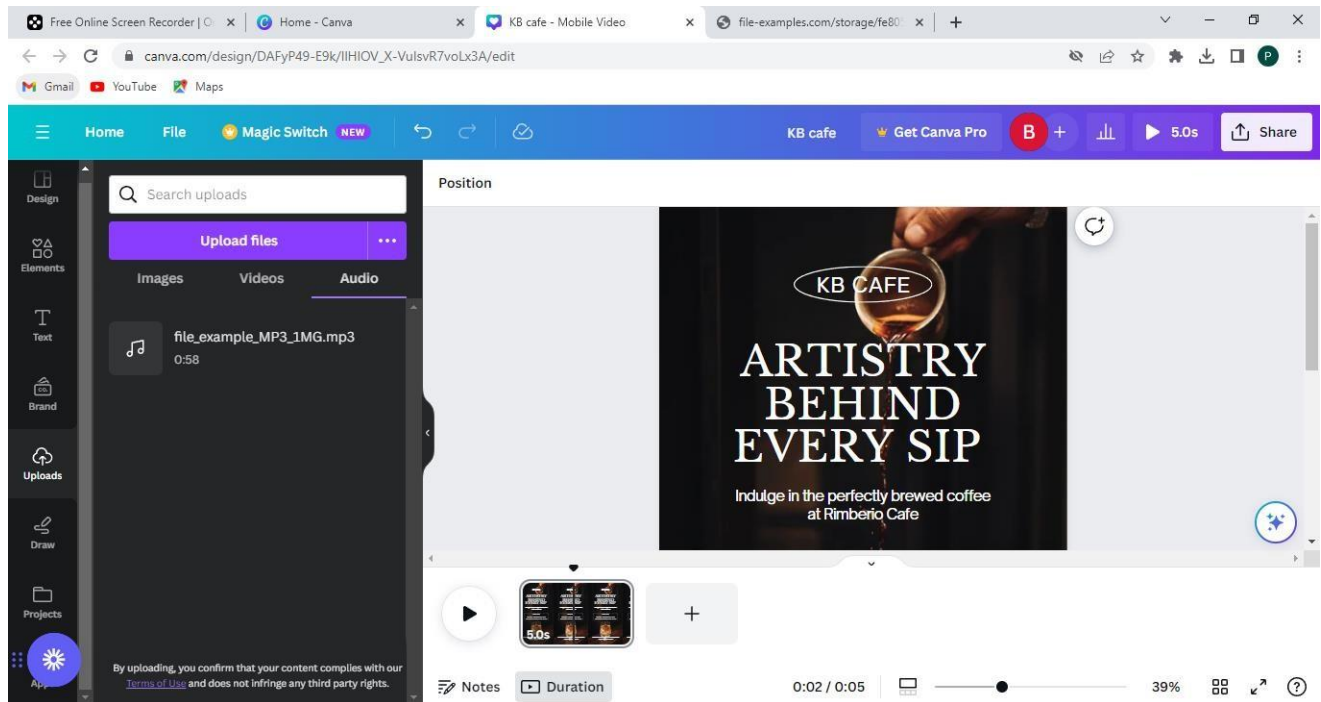 Free Online Screen Recorder | O
Home - Canva
KB cafe - Mobile Video
file-examples.com/storage/fe80
canva.com/design/DAFyP49-E9k/IIHIOV_X-VulsvR7voLx3A/edit
P
Gmail
YouTube
Maps
Home
File
Magic Switch
NEW
KB cafe
Get Canva Pro
B
5.0s
Share
Design
Elements
Text
Brand
Uploads
Draw
Projects
Search uploads
Upload files
Images
Videos
Audio
file_example_MP3_1MG.mp3
0:58
By uploading, you confirm that your content complies with our
Terms of Use and does not infringe any third party rights.
Position
KB CAFE
ARTISTRY
BEHIND
EVERY SIP
Indulge in the perfectly brewed coffee
at Rimberio Cafe
5.0s
Notes
Duration
0:02 / 0:05
39%